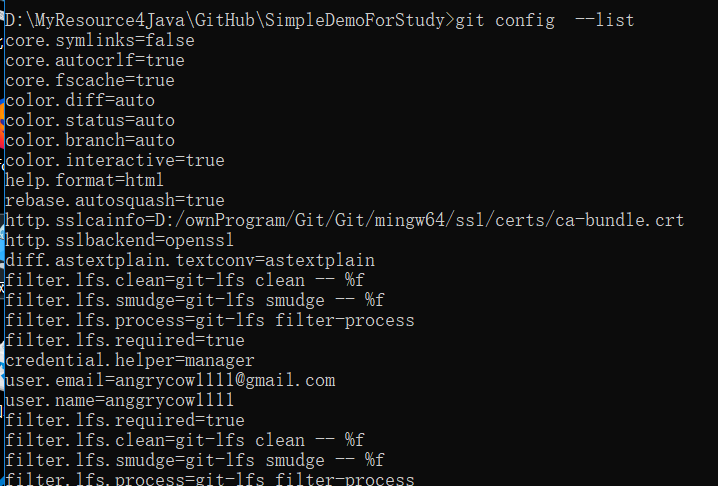 D:\MyResource4Java\GitHub\SimpleDemoForStudy>git config  --list
core.symlinks=false
core.autocrlf=true
core.fscache=true
color.diff=auto
color.status=auto
color.branch=auto
color.interactive=true
help.format=html
rebase.autosquash=true
http.sslcainfo=D:/ownProgram/Git/Git/mingw64/ssl/certs/ca-bundle.crt
http.sslbackend=openssl
diff.astextplain.textconv=astextplain
filter.lfs.clean=git-lfs clean -- %f
filter.lfs.smudge=git-lfs smudge -- %f
filter.lfs.process=git-lfs filter-process
filter.lfs.required=true
credential.helper=manager
user.email=angrycow1111@gmail.com
user.name=anggrycow1111
filter.lfs.required=true
filter.lfs.clean=git-lfs clean -- %f
filter.lfs.smudge=git-lfs smudge -- %f
filter.lfs.process=git-lfs filter-process